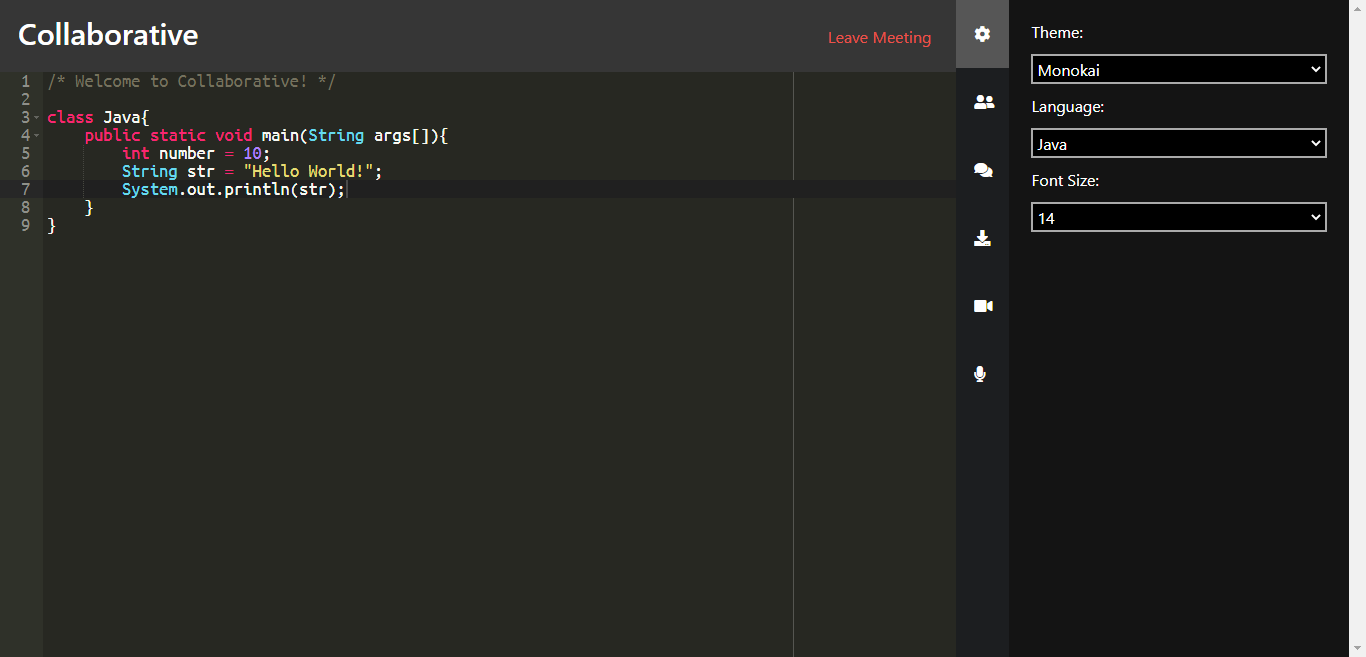 Collaborative
Leave Meeting
1 /* Welcome to Collaborative! */
2
3 class Java{
4     public static void main(String args[]){
5         int number = 10;
6         String str = "Hello World!";
7         System.out.println(str);
8     }
9 }
Theme:
Monokai
Language:
Java
Font Size:
14